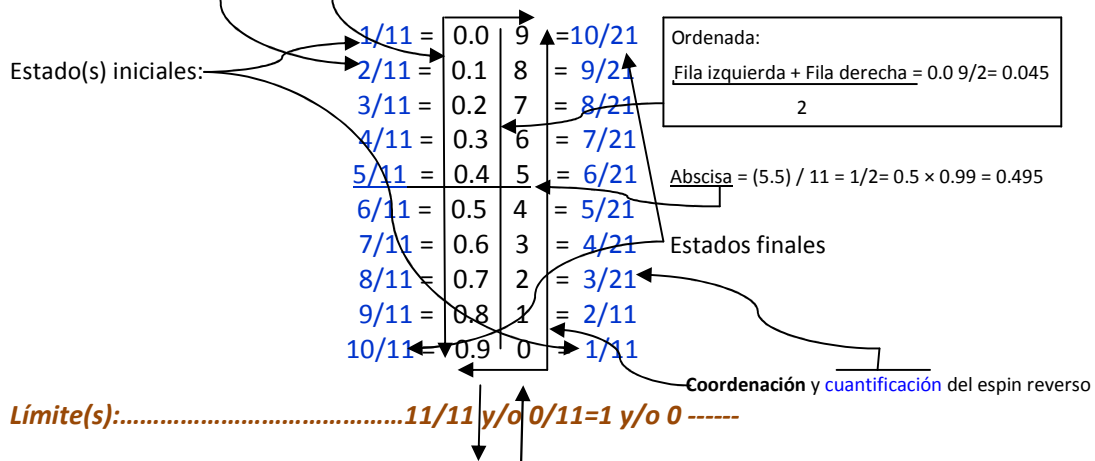 1/11 = 0.0 9 =10/21
Estado(s) iniciales: 2/11 = 0.1 8 = 9/21
3/11 = 0.2 7 = 8/21
4/11 = 0.3 6 = 7/21
5/11 = 0.4 5 = 6/21
6/11 = 0.5 4 = 5/21
7/11 = 0.6 3 = 4/21
8/11 = 0.7 2 = 3/21
9/11 = 0.8 1 = 2/11
10/11 = 0.9 0 = 1/11
Ordenada:
Fila izquierda + Fila derecha = 0.0 9/2= 0.045
2
Abscisa = (5.5) / 11 = 1/2= 0.5 × 0.99 = 0.495
Estados finales
Coordenación y cuantificación del espin reverso
Límite(s):……………………………………11/11 y/o 0/11=1 y/o 0 ------